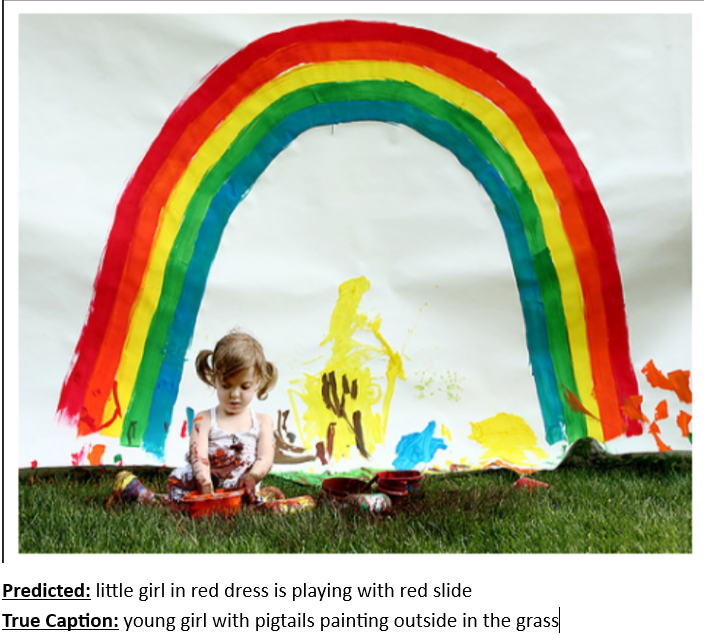 Predicted: little girl in red dress is playing with red slide
True Caption: young girl with pigtails painting outside in the grass